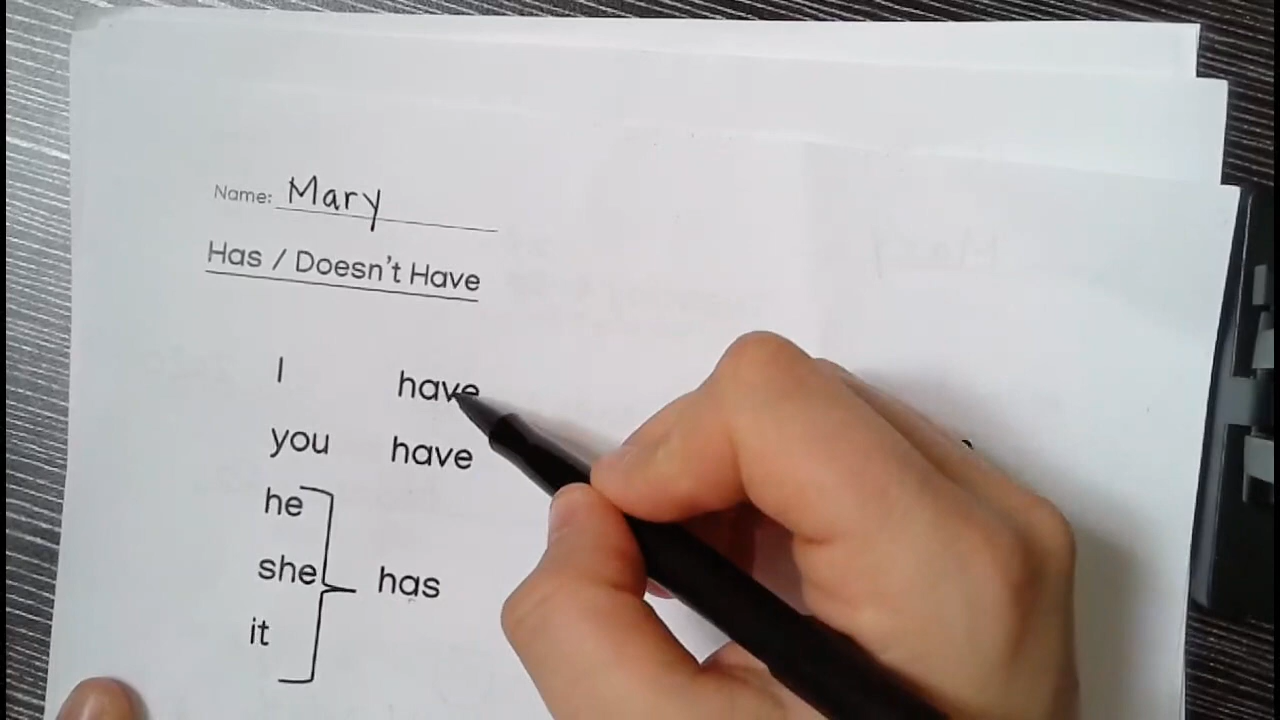 Name: Mary
Has / Doesn't Have
I have
you have
he
she has
it